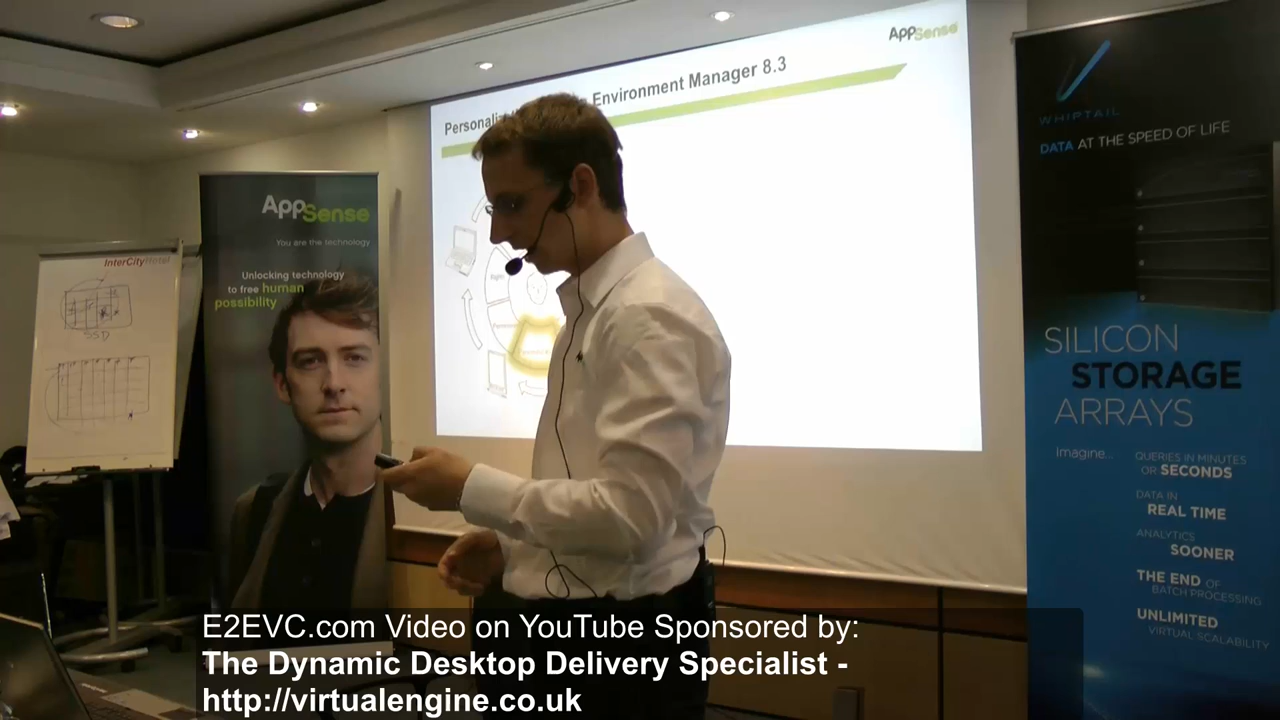 AppSense
Personaliz
Environment Manager 8.3
Rights
InterCityHotel
SSD
AppSense
You are the technology
Unlocking technology
to free human
possibility
WHIPTAIL
DATA AT THE SPEED OF LIFE
SILICON
STORAGE
ARRAYS
Imagine...
QUERIES IN MINUTES
OR SECONDS
DATA IN
REAL TIME
ANALYTICS
SOONER
THE END OF
BATCH PROCESSING
UNLIMITED
VIRTUAL SCALABILITY
E2EVC.com Video on YouTube Sponsored by:
The Dynamic Desktop Delivery Specialist -
http://virtualengine.co.uk